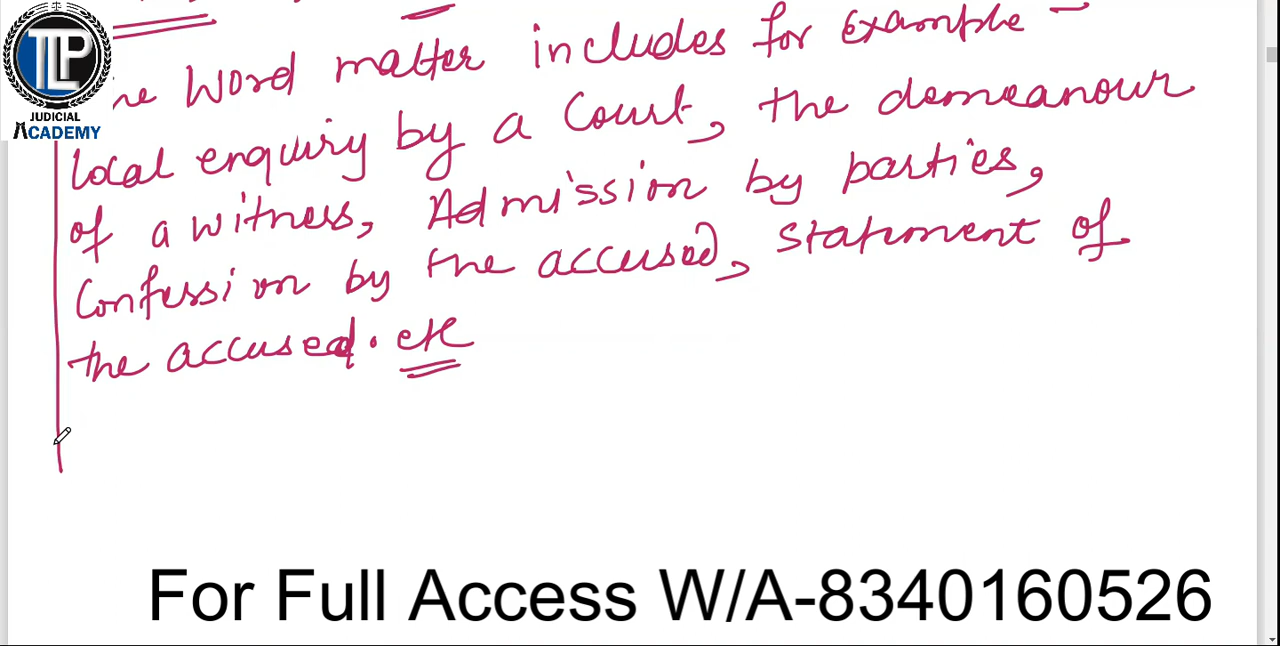 TLP
JUDICIAL
ACADEMY
he Word matter includes for example -
local enquiry by a Court, the demeanour
of a witness, Admission by parties,
Confession by the accused, statement of
the accused. etc
For Full Access W/A-8340160526